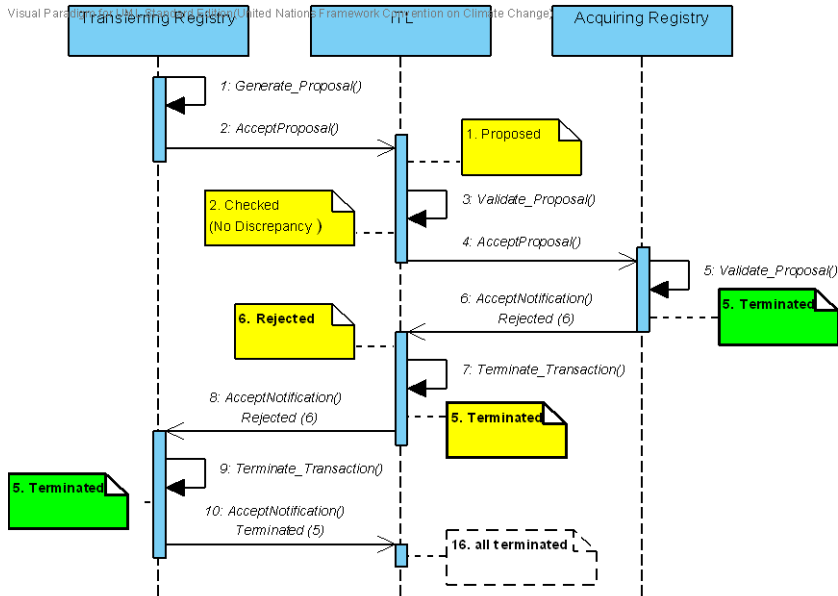 Visual Paradigm for UML Standard Edition(United Nations Framework Convention on Climate Change)
Transferring Registry
ITL
Acquiring Registry
1: Generate_Proposal()
2: AcceptProposal()
1. Proposed
3: Validate_Proposal()
2. Checked
(No Discrepancy )
4: AcceptProposal()
5: Validate_Proposal()
6: AcceptNotification()
Rejected (6)
5. Terminated
6. Rejected
7: Terminate_Transaction()
8: AcceptNotification()
Rejected (6)
5. Terminated
9: Terminate_Transaction()
5. Terminated
10: AcceptNotification()
Terminated (5)
16. all terminated